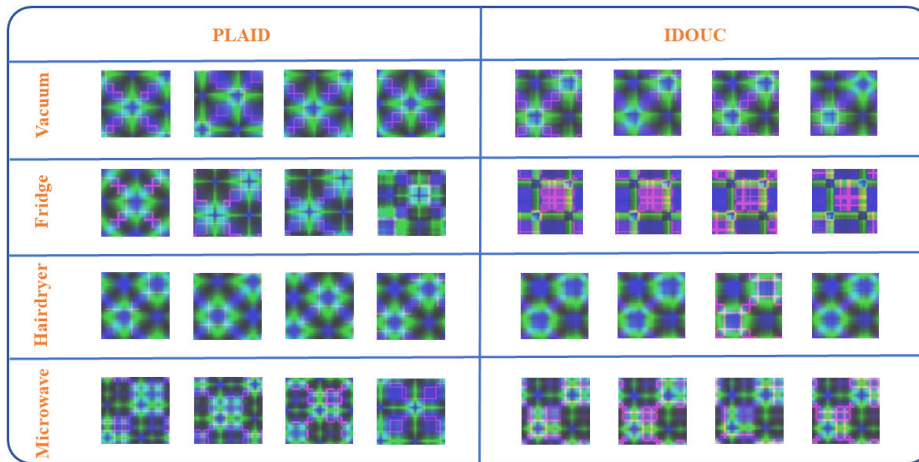 PLAID
IDOUC
Vacuum
Fridge
Hairdryer
Microwave